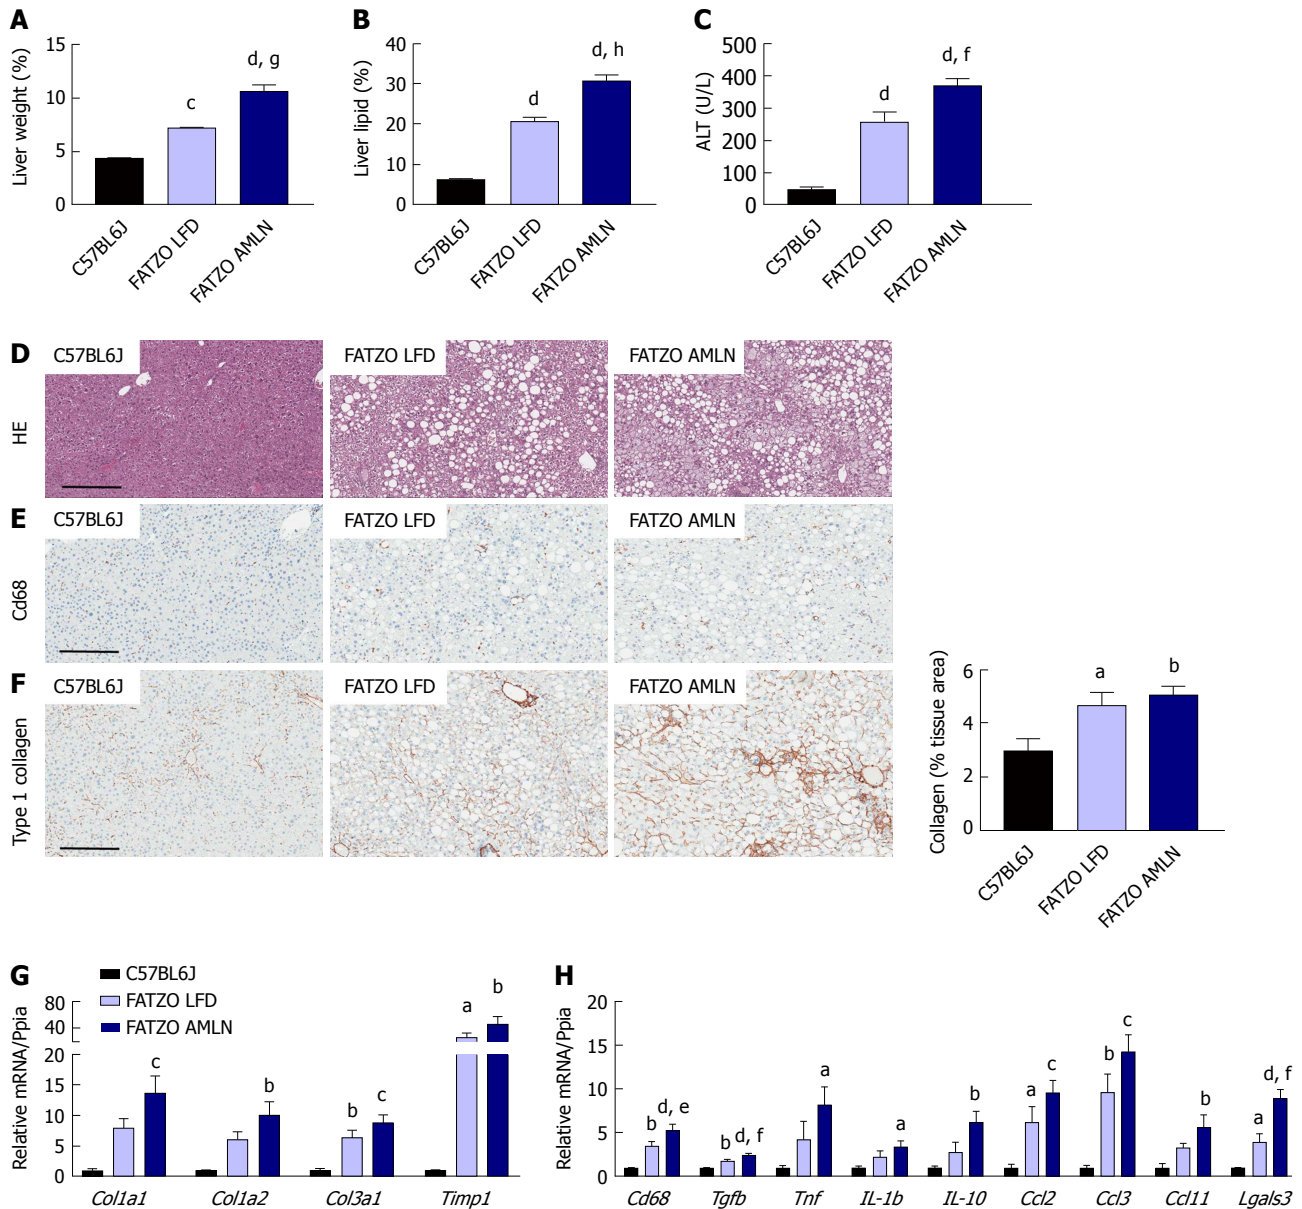 A
Liver weight (%)
15
10
5
0
c
d, g
C57BL6J
FATZO LFD
FATZO AMLN
B
Liver lipid (%)
40
30
20
10
0
d
d, h
C57BL6J
FATZO LFD
FATZO AMLN
C
ALT (U/L)
500
400
300
200
100
0
d
d, f
C57BL6J
FATZO LFD
FATZO AMLN
D
HE
C57BL6J
FATZO LFD
FATZO AMLN
E
Cd68
C57BL6J
FATZO LFD
FATZO AMLN
F
Type 1 collagen
C57BL6J
FATZO LFD
FATZO AMLN
Collagen (% tissue area)
6
4
2
0
a
b
C57BL6J
FATZO LFD
FATZO AMLN
G
C57BL6J
FATZO LFD
FATZO AMLN
Relative mRNA/Ppia
80
40
20
15
10
5
0
c
b
b c
a b
Col1a1 Col1a2 Col3a1 Timp1
H
Relative mRNA/Ppia
20
15
10
5
0
b d, e
b d, f
a
a
b
a c
b c
b
a d, f
Cd68 Tgfb Tnf IL-1b IL-10 Ccl2 Ccl3 Ccl11 Lgals3